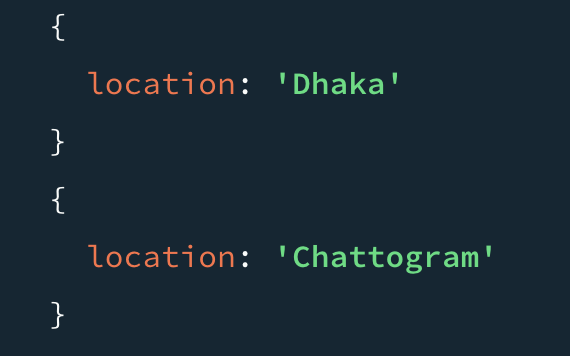 {
  location: 'Dhaka'
}
{
  location: 'Chattogram'
}